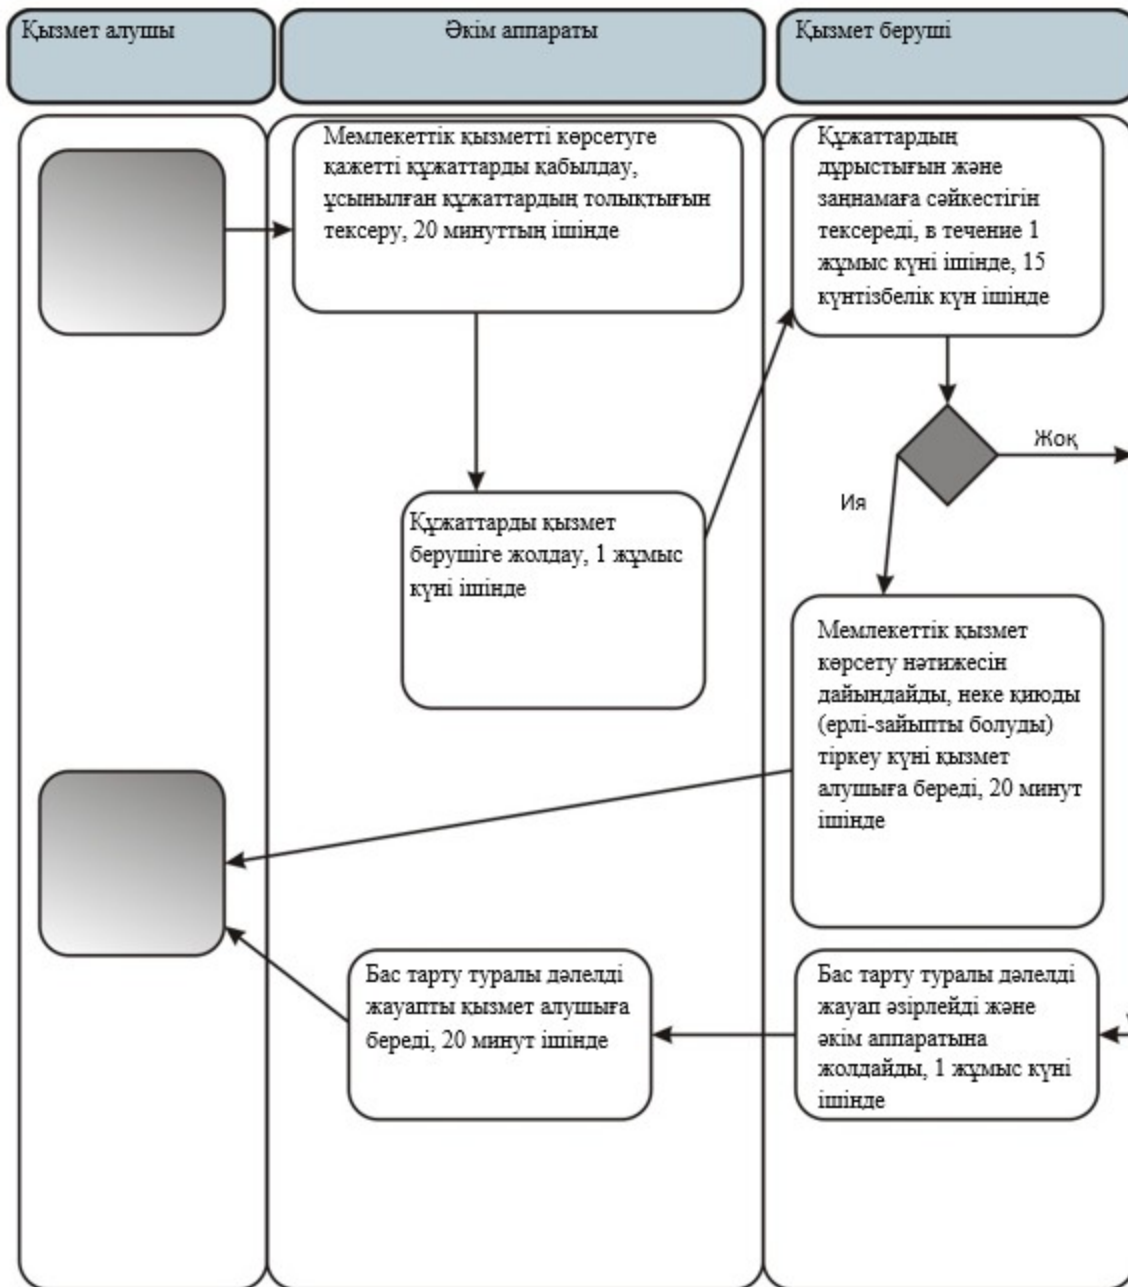 Қызмет алушы
Әкім аппараты
Қызмет беруші
Мемлекеттік қызметті көрсетуге
қажетті құжаттарды қабылдау,
ұсынылған құжаттардың толықтығын
тексеру, 20 минуттың ішінде
Құжаттардың
дұрыстығын және
заңнамаға сәйкестігін
тексереді, в течение 1
жұмыс күні ішінде, 15
күнтізбелік күн ішінде
Жоқ
Ия
Құжаттарды қызмет
берушіге жолдау, 1 жұмыс
күні ішінде
Мемлекеттік қызмет
көрсету нәтижесін
дайындайды, неке қиюды
(ерлі-зайыпты болуды)
тіркеу күні қызмет
алушыға береді, 20 минут
ішінде
Бас тарту туралы дәлелді
жауапты қызмет алушыға
береді, 20 минут ішінде
Бас тарту туралы дәлелді
жауап әзірлейді және
әкім аппаратына
жолдайды, 1 жұмыс күні
ішінде